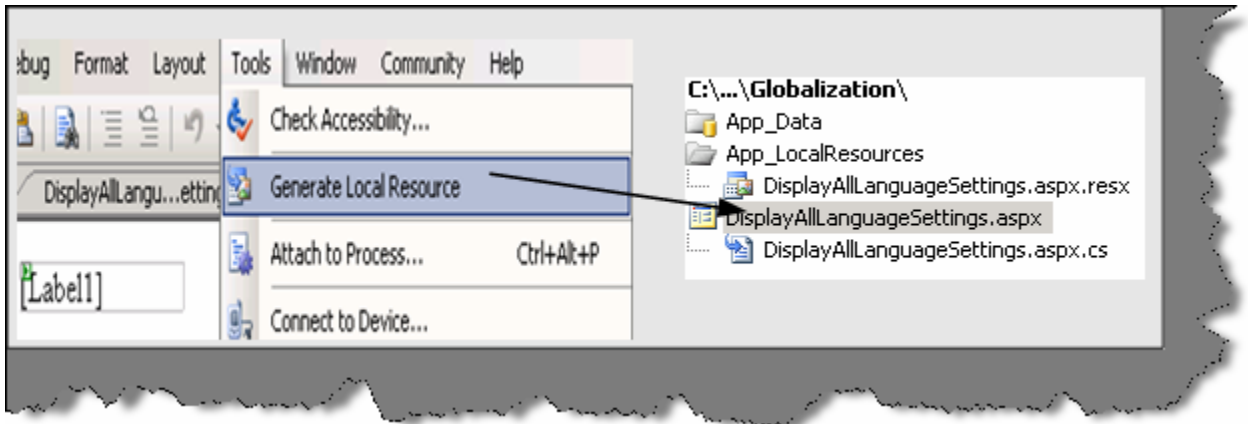 ebug Format Layout Tools Window Community Help
Check Accessibility...
DisplayAllLangu...etting
Generate Local Resource
Attach to Process... Ctrl+Alt+P
[Label1]
Connect to Device...
C:\...\Globalization\
App_Data
App_LocalResources
DisplayAllLanguageSettings.aspx.resx
DisplayAllLanguageSettings.aspx
DisplayAllLanguageSettings.aspx.cs